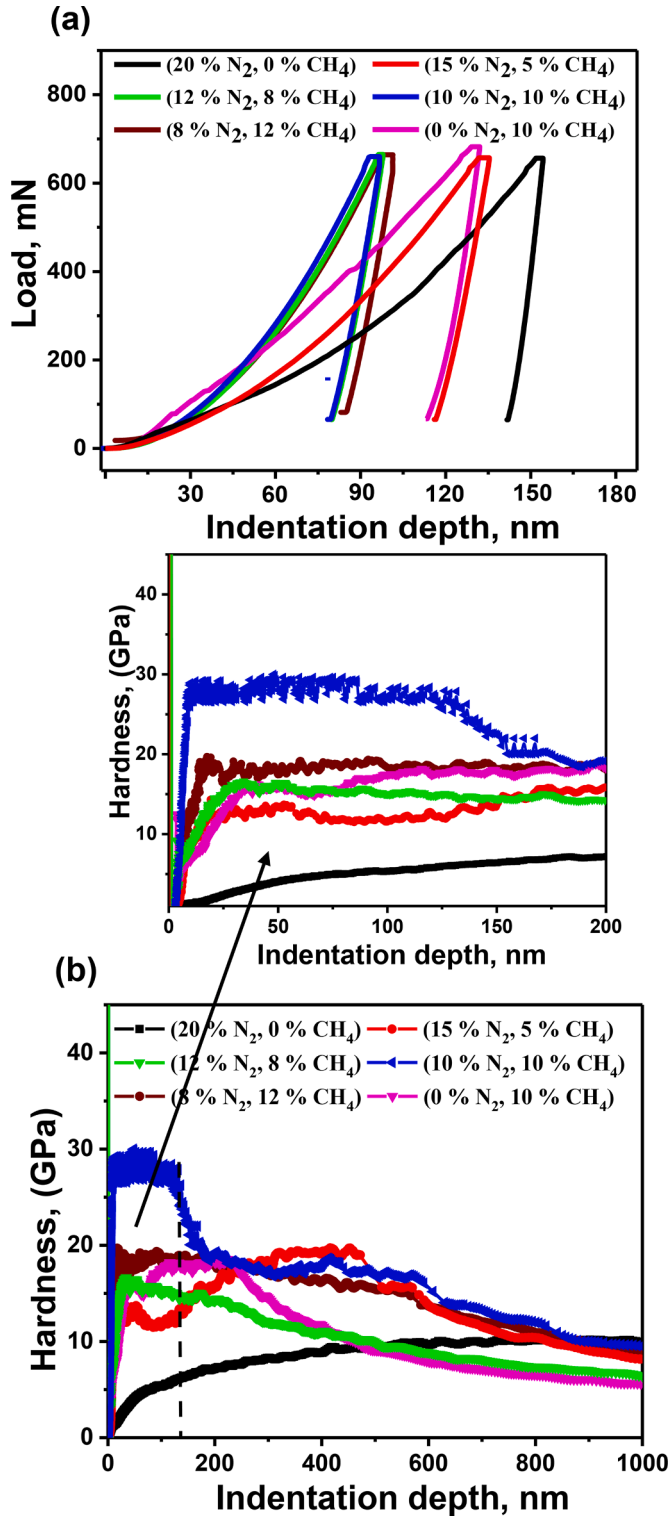 (a)
(20 % N2, 0 % CH4) (15 % N2, 5 % CH4)
(12 % N2, 8 % CH4) (10 % N2, 10 % CH4)
(8 % N2, 12 % CH4) (0 % N2, 10 % CH4)
800
600
400
200
0
Load, mN
30 60 90 120 150 180
Indentation depth, nm
40
30
20
10
Hardness, (GPa)
0 50 100 150 200
Indentation depth, nm
(b)
(20 % N2, 0 % CH4) (15 % N2, 5 % CH4)
(12 % N2, 8 % CH4) (10 % N2, 10 % CH4)
(8 % N2, 12 % CH4) (0 % N2, 10 % CH4)
40
30
20
10
0
Hardness, (GPa)
0 200 400 600 800 1000
Indentation depth, nm